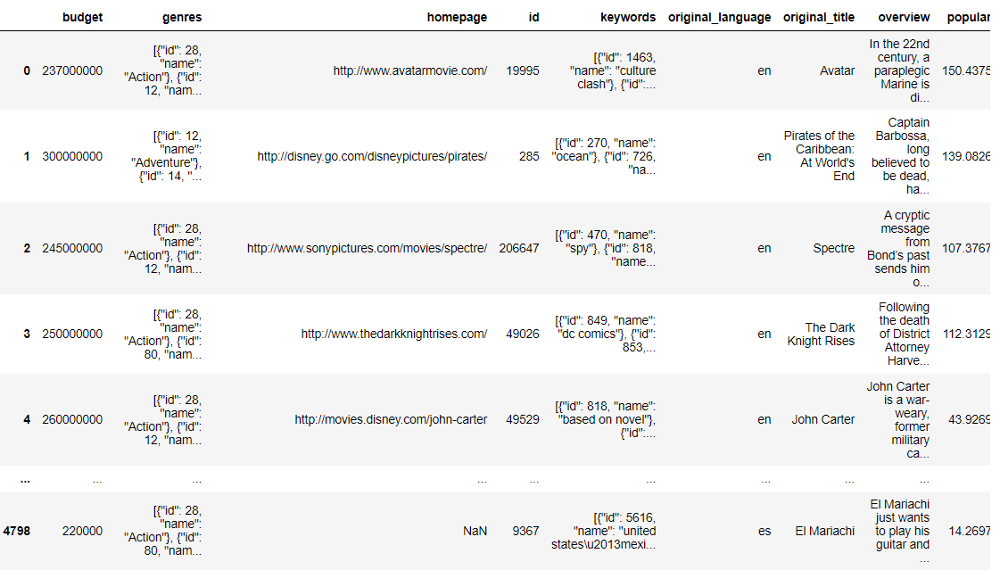 budget genres homepage id keywords original_language original_title overview popular
[{"id": 28,
"name":
0 237000000 "Action"}, {"id":
12, "nam...
http://www.avatarmovie.com/ 19995
[{"id": 1463,
"name": "culture
clash"}, {"id":...
en Avatar
In the 22nd
century, a
paraplegic
Marine is
di...
150.4375
[{"id": 12,
"name":
1 300000000 "Adventure"},
{"id": 14, "...
http://disney.go.com/disneypictures/pirates/ 285
[{"id": 270, "name":
"ocean"}, {"id": 726,
"na...
en
Pirates of the
Caribbean:
At World's
End
Captain
Barbossa,
long
believed to
be dead,
ha...
139.0826
[{"id": 28,
"name":
2 245000000 "Action"}, {"id":
12, "nam...
http://www.sonypictures.com/movies/spectre/ 206647
[{"id": 470, "name":
"spy"}, {"id": 818,
"name...
en Spectre
A cryptic
message
from
Bond’s past
sends him
o...
107.3767
[{"id": 28,
"name":
3 250000000 "Action"}, {"id":
80, "nam...
http://www.thedarkknightrises.com/ 49026
[{"id": 849, "name":
"dc comics"}, {"id":
853,...
en
The Dark
Knight Rises
Following
the death
of District
Attorney
Harve...
112.3129
[{"id": 28,
"name":
4 260000000 "Action"}, {"id":
12, "nam...
http://movies.disney.com/john-carter 49529
[{"id": 818, "name":
"based on novel"},
{"id":...
en John Carter
John Carter
is a war-
weary,
former
military
ca...
43.9269
... ... ... ... ... ... ... ... ...
[{"id": 28,
"name":
4798 220000 "Action"}, {"id":
80, "nam...
NaN 9367
[{"id": 5616,
"name": "united
states\u2013mexi...
es El Mariachi
El Mariachi
just wants
to play his
guitar and
...
14.2697